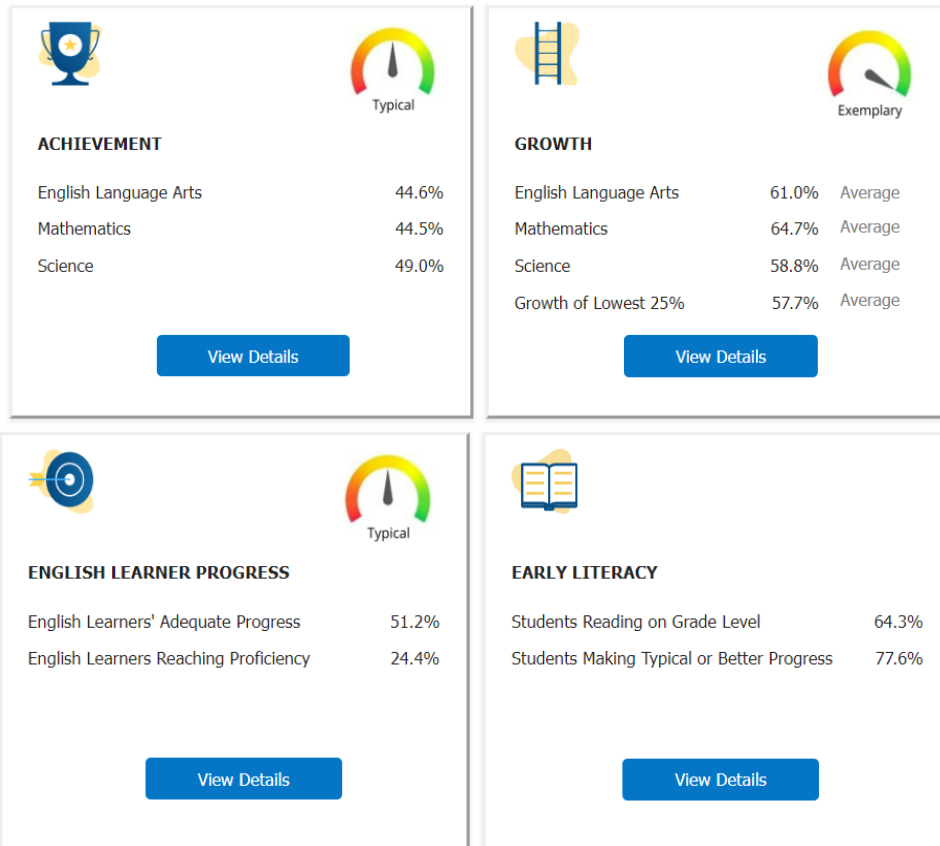 Typical
ACHIEVEMENT
English Language Arts 44.6%
Mathematics 44.5%
Science 49.0%
View Details
Exemplary
GROWTH
English Language Arts 61.0% Average
Mathematics 64.7% Average
Science 58.8% Average
Growth of Lowest 25% 57.7% Average
View Details
Typical
ENGLISH LEARNER PROGRESS
English Learners' Adequate Progress 51.2%
English Learners Reaching Proficiency 24.4%
View Details
EARLY LITERACY
Students Reading on Grade Level 64.3%
Students Making Typical or Better Progress 77.6%
View Details